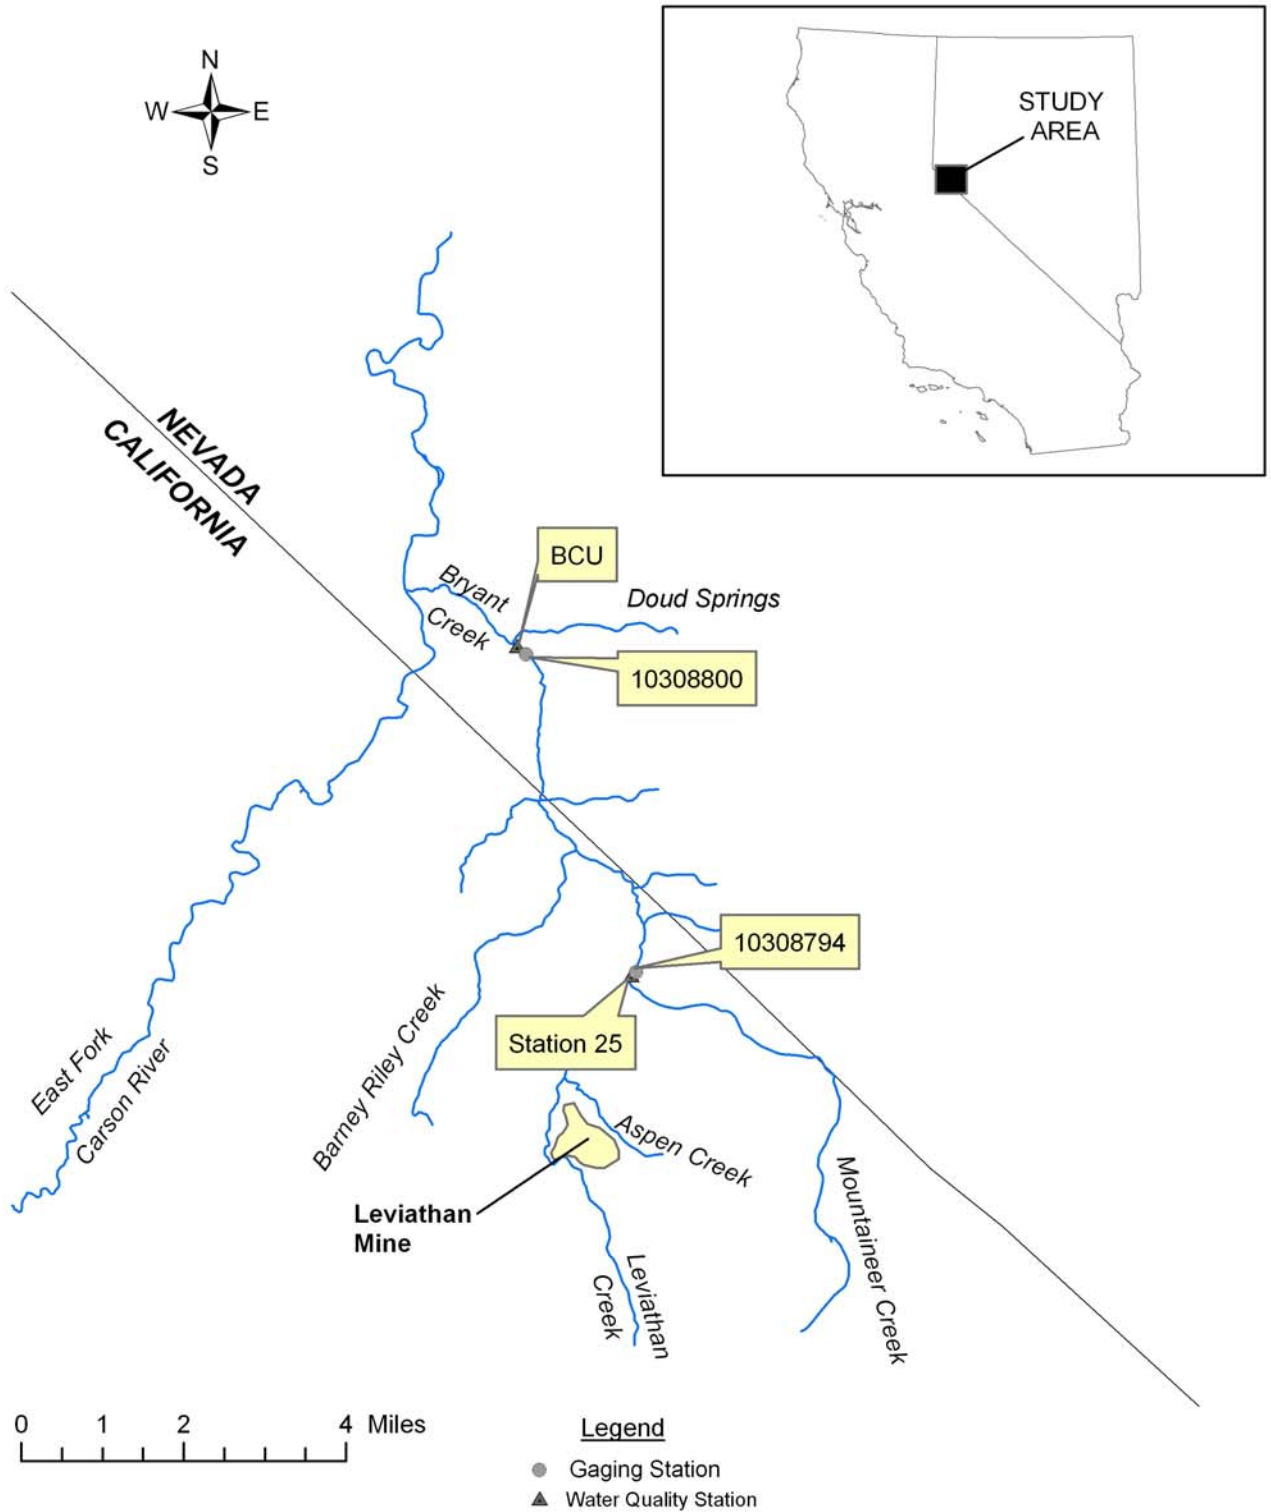 N
W E
S
STUDY
AREA
NEVADA
CALIFORNIA
BCU
Bryant
Creek
Doud Springs
10308800
10308794
Station 25
East Fork
Carson River
Barney Riley Creek
Aspen Creek
Leviathan
Mine
Leviathan
Creek
Mountaineer Creek
0 1 2 4 Miles
Legend
Gaging Station
Water Quality Station